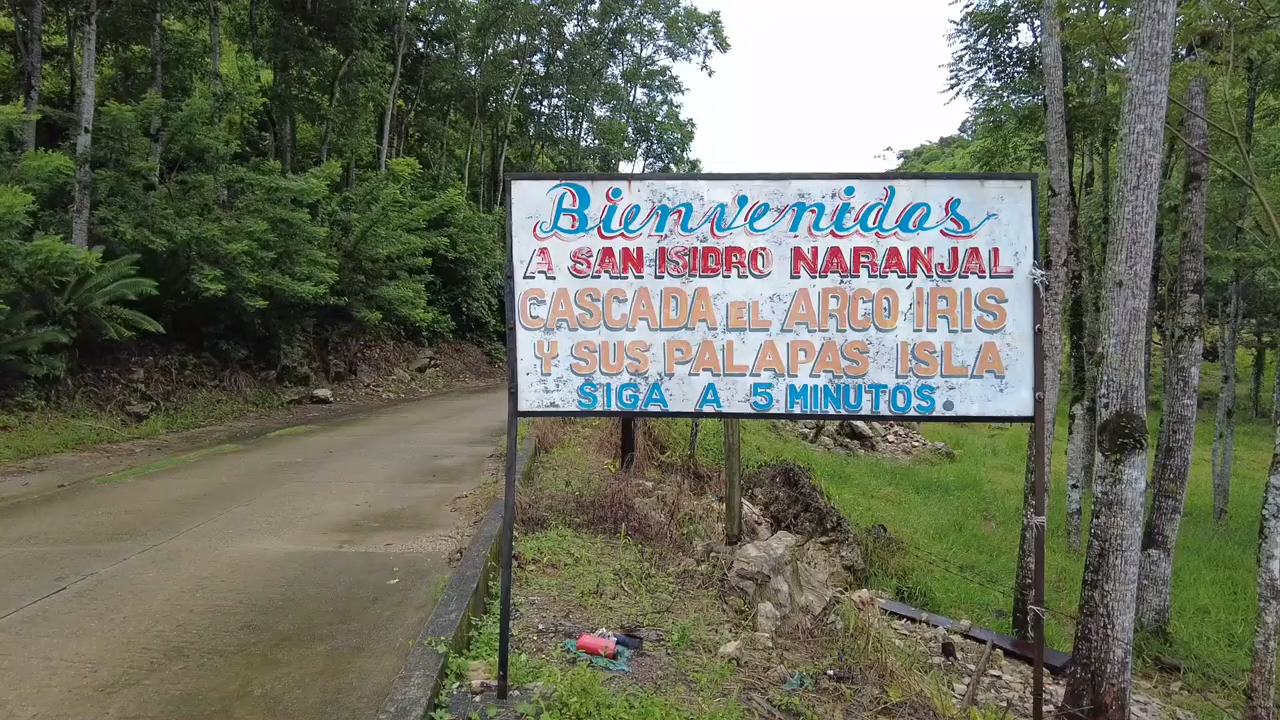 Bienvenidos
A SAN ISIDRO NARANJAL
CASCADA EL ARCO IRIS
Y SUS PALAPAS ISLA
SIGA A 5 MINUTOS.